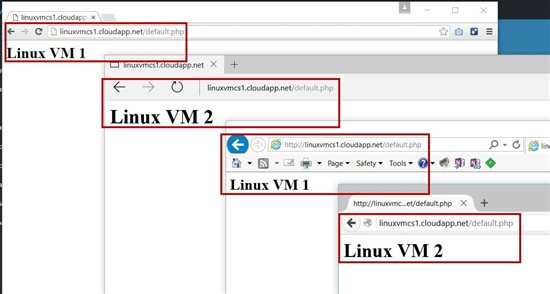 linuxvmcs1.cloudapp.net/
linuxvmcs1.cloudapp.net/default.php
Linux VM 1
linuxvmcs1.cloudapp.net
linuxvmcs1.cloudapp.net/default.php
Linux VM 2
http://linuxvmcs1.cloudapp.net/default.php
Page Safety Tools
Linux VM 1
http://linuxvmc...et/default.php
linuxvmcs1.cloudapp.net/default.php
Linux VM 2